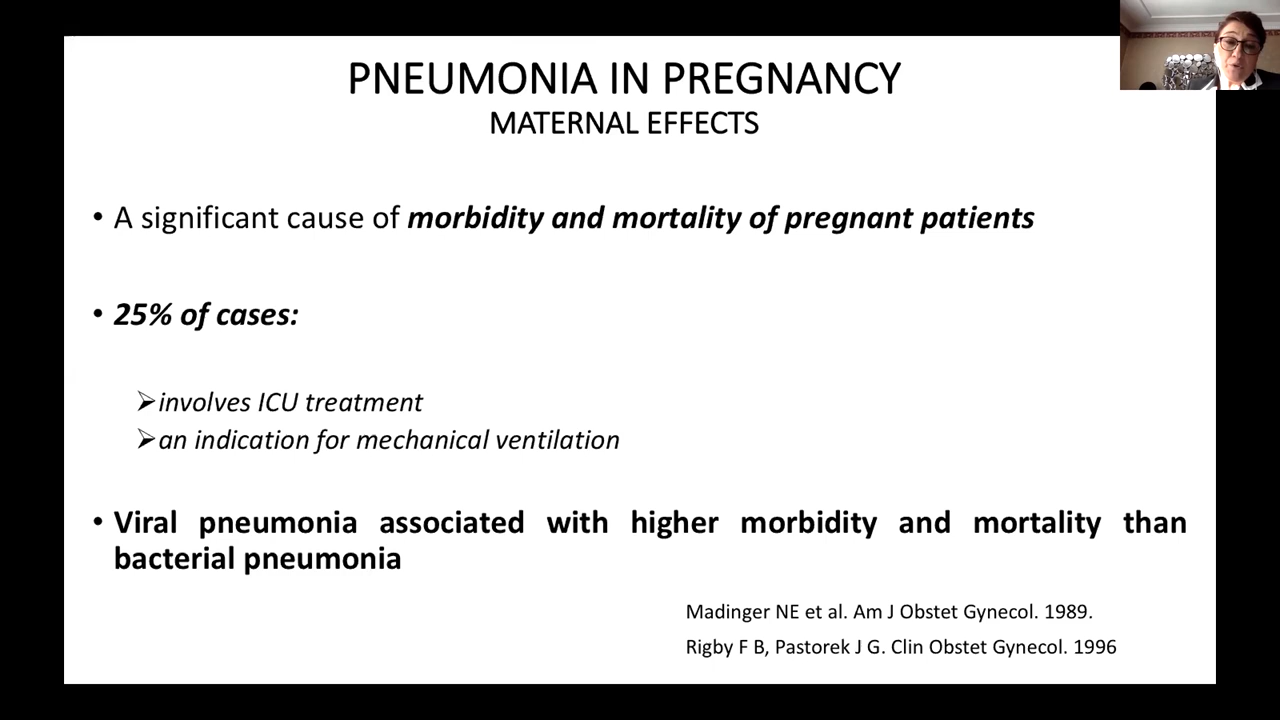 PNEUMONIA IN PREGNANCY
MATERNAL EFFECTS
• A significant cause of morbidity and mortality of pregnant patients
• 25% of cases:
➢involves ICU treatment
➢an indication for mechanical ventilation
• Viral pneumonia associated with higher morbidity and mortality than
bacterial pneumonia
Madinger NE et al. Am J Obstet Gynecol. 1989.
Rigby F B, Pastorek J G. Clin Obstet Gynecol. 1996